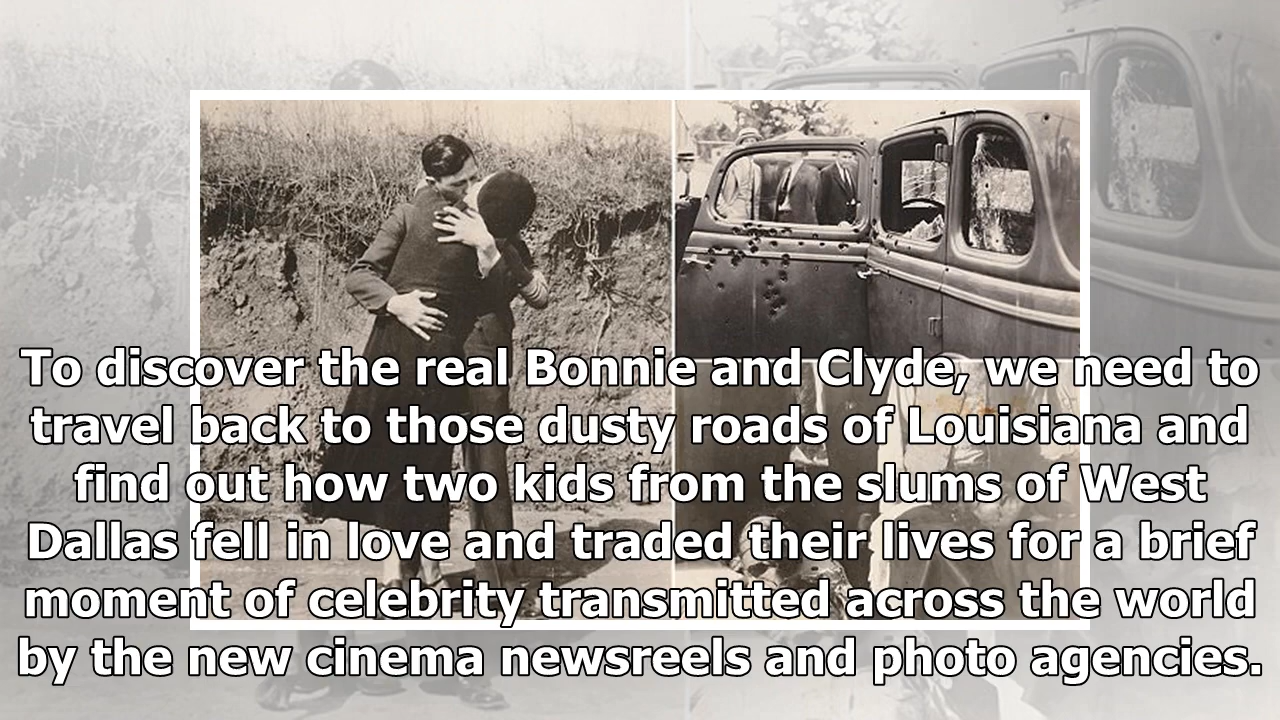 To discover the real Bonnie and Clyde, we need to
travel back to those dusty roads of Louisiana and
find out how two kids from the slums of West
Dallas fell in love and traded their lives for a brief
moment of celebrity transmitted across the world
by the new cinema newsreels and photo agencies.